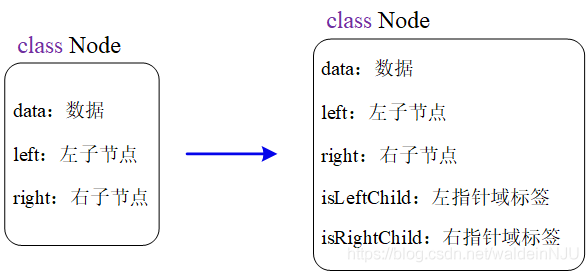 class Node
data：数据
left：左子节点
right：右子节点
class Node
data：数据
left：左子节点
right：右子节点
isLeftChild：左指针域标签
isRightChild：右指针域标签
https://blog.csdn.net/waldeinNJU